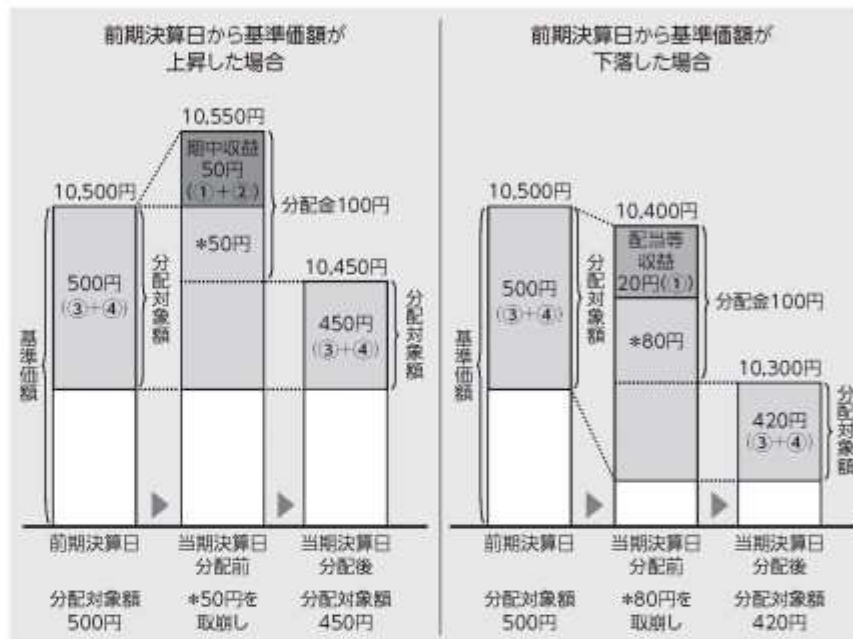 前期決算日から基準価額が
上昇した場合
10,550円
期中収益
50円
(①+②)
10,500円
分配金100円
*50円
10,450円
500円
(③+④)
分配対象額
450円
(③+④)
分配対象額
基準価額
前期決算日
当期決算日
分配前
当期決算日
分配後
分配対象額
500円
*50円を
取崩し
分配対象額
450円
前期決算日から基準価額が
下落した場合
10,500円
10,400円
配当等
収益
20円(①)
500円
(③+④)
分配対象額
分配金100円
*80円
10,300円
基準価額
420円
(③+④)
分配対象額
前期決算日
当期決算日
分配前
当期決算日
分配後
分配対象額
500円
*80円を
取崩し
分配対象額
420円